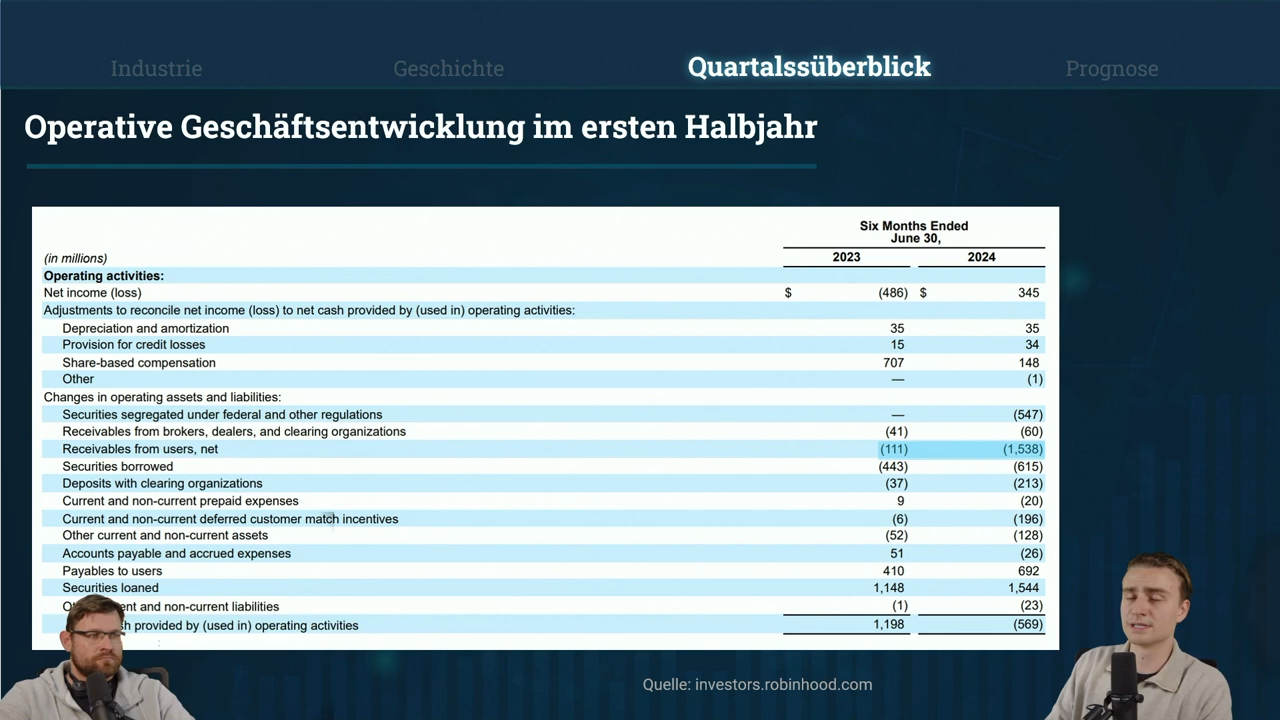 Industrie Geschichte Quartalssüberblick Prognose
Operative Geschäftsentwicklung im ersten Halbjahr
Six Months Ended
June 30,
(in millions) 2023 2024
Operating activities:
Net income (loss) $ (486) $ 345
Adjustments to reconcile net income (loss) to net cash provided by (used in) operating activities:
Depreciation and amortization 35 35
Provision for credit losses 15 34
Share-based compensation 707 148
Other — (1)
Changes in operating assets and liabilities:
Securities segregated under federal and other regulations — (547)
Receivables from brokers, dealers, and clearing organizations (41) (60)
Receivables from users, net (111) (1,538)
Securities borrowed (443) (615)
Deposits with clearing organizations (37) (213)
Current and non-current prepaid expenses 9 (20)
Current and non-current deferred customer match incentives (6) (196)
Other current and non-current assets (52) (128)
Accounts payable and accrued expenses 51 (26)
Payables to users 410 692
Securities loaned 1,148 1,544
and non-current liabilities (1) (23)
provided by (used in) operating activities 1,198 (569)
Quelle: investors.robinhood.com